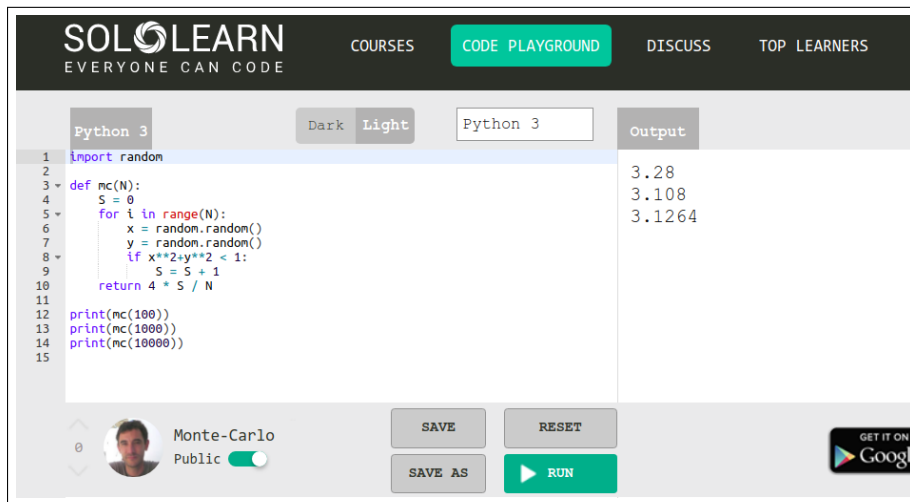 SOLOLEARN
EVERYONE CAN CODE
COURSES
CODE PLAYGROUND
DISCUSS
TOP LEARNERS
Python 3
Dark Light
Python 3
Output
1 import random
2
3 def mc(N):
4     S = 0
5     for i in range(N):
6         x = random.random()
7         y = random.random()
8         if x**2+y**2 < 1:
9             S = S + 1
10     return 4 * S / N
11
12 print(mc(100))
13 print(mc(1000))
14 print(mc(10000))
15
3.28
3.108
3.1264
0
Monte-Carlo
Public
SAVE
RESET
SAVE AS
RUN
GET IT ON